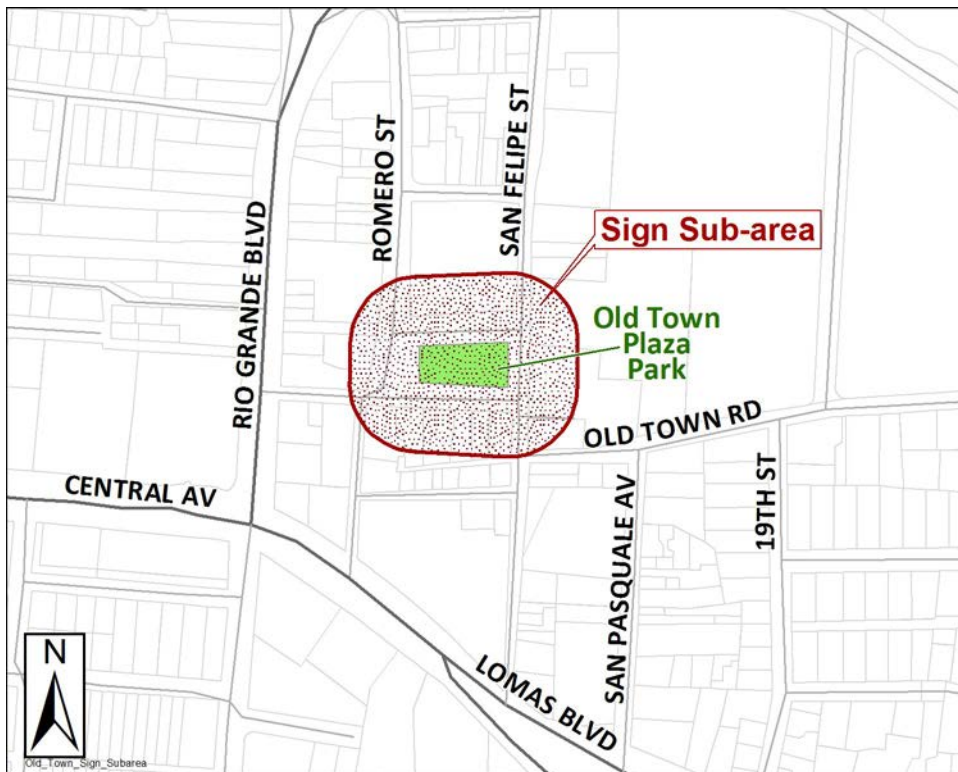 ROMERO ST
SAN FELIPE ST
RIO GRANDE BLVD
Sign Sub-area
Old Town
Plaza
Park
OLD TOWN RD
CENTRAL AV
SAN PASQUALE AV
19TH ST
LOMAS BLVD
N
Old_Town_Sign_Subarea